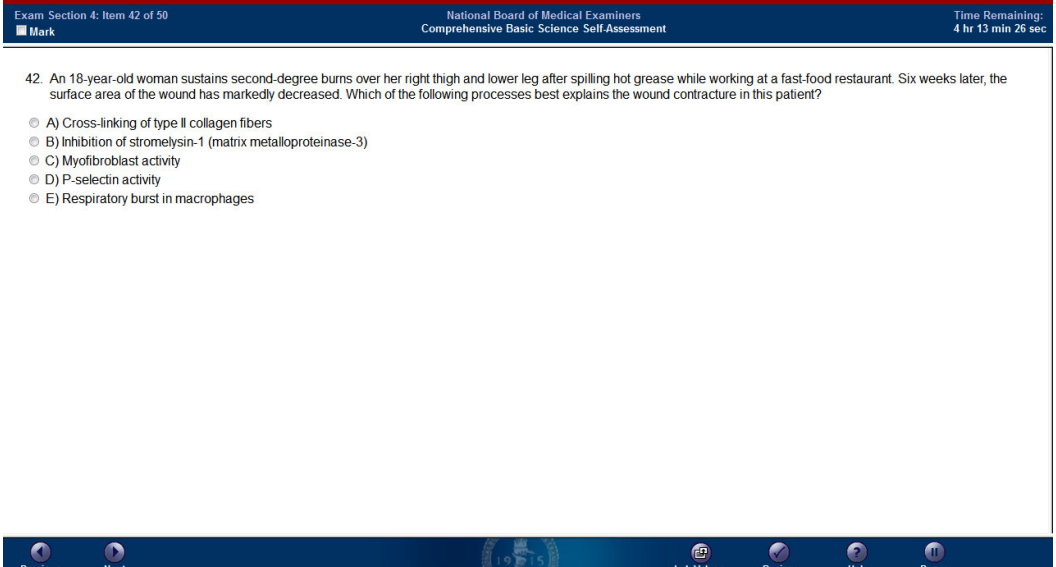 Exam Section 4: Item 42 of 50
National Board of Medical Examiners
Time Remaining:
Mark
Comprehensive Basic Science Self-Assessment
4 hr 13 min 26 sec
42. An 18-year-old woman sustains second-degree burns over her right thigh and lower leg after spilling hot grease while working at a fast-food restaurant. Six weeks later, the
surface area of the wound has markedly decreased. Which of the following processes best explains the wound contracture in this patient?
A) Cross-linking of type II collagen fibers
B) Inhibition of stromelysin-1 (matrix metalloproteinase-3)
C) Myofibroblast activity
D) P-selectin activity
E) Respiratory burst in macrophages